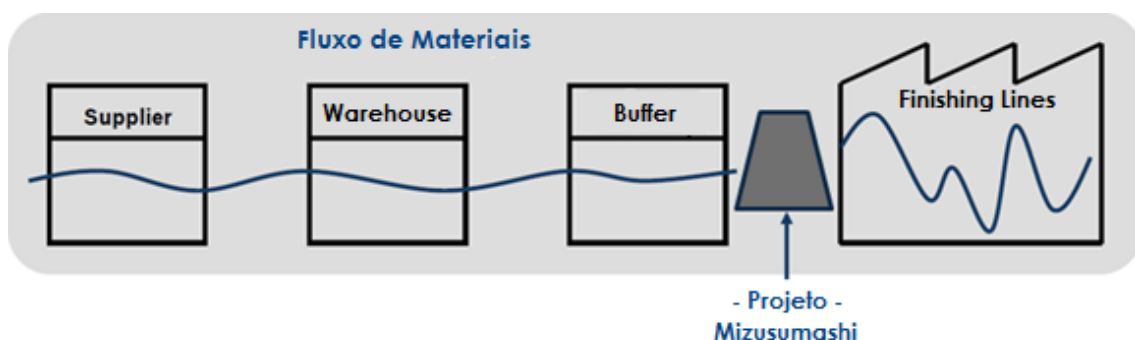 Fluxo de Materiais
Supplier
Warehouse
Buffer
Finishing Lines
- Projeto -
Mizusumashi